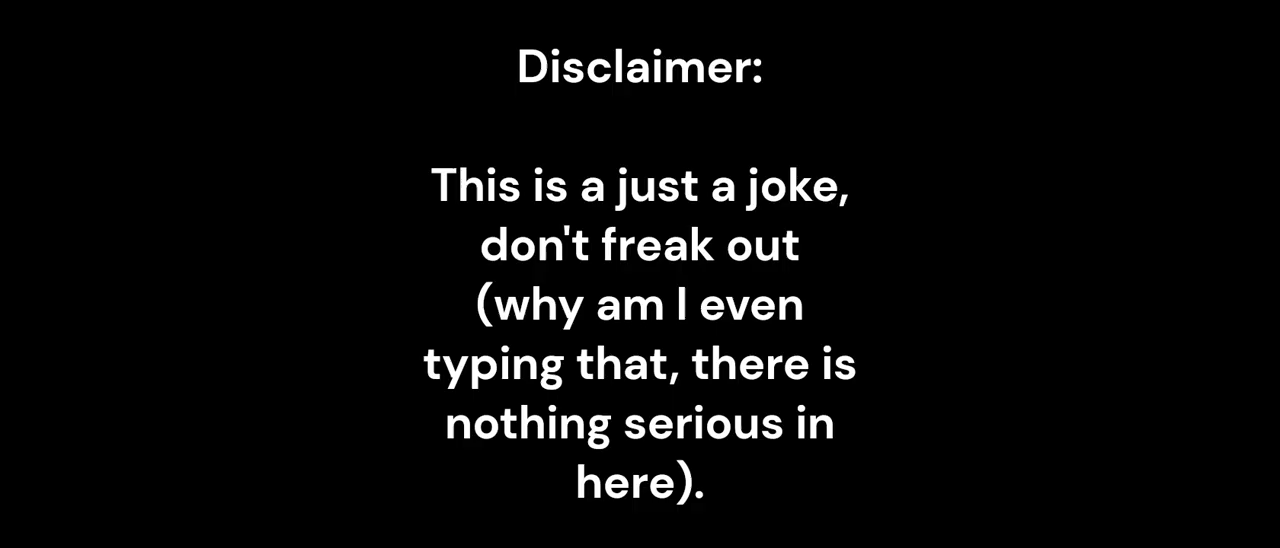 Disclaimer:
This is a just a joke,
don't freak out
(why am I even
typing that, there is
nothing serious in
here).